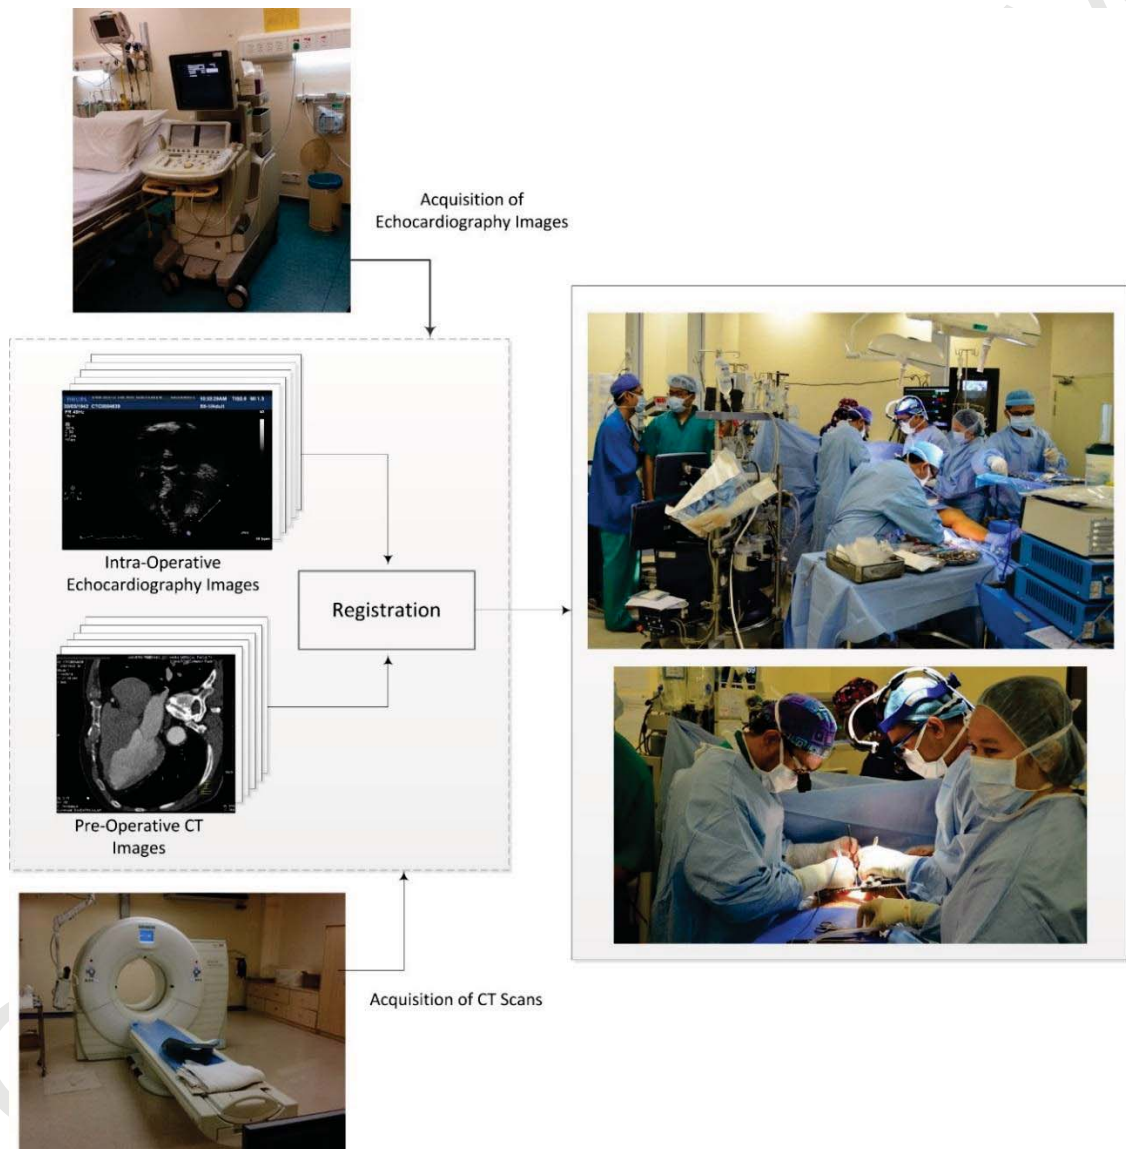 Acquisition of
Echocardiography Images
Intra-Operative
Echocardiography Images
Registration
Pre-Operative CT
Images
Acquisition of CT Scans